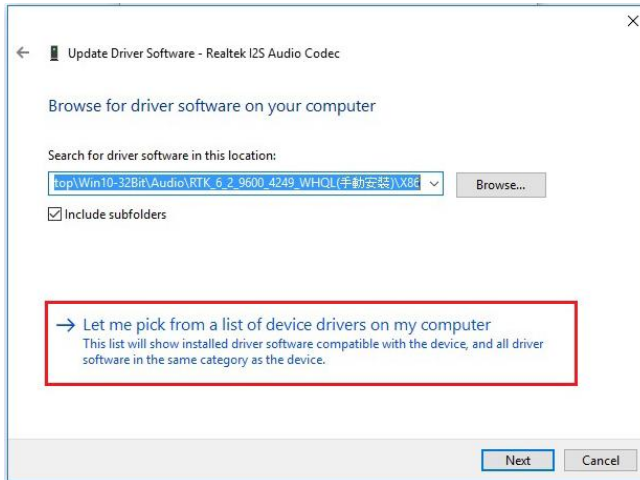 Update Driver Software - Realtek I2S Audio Codec
Browse for driver software on your computer
Search for driver software in this location:
top\Win10-32Bit\Audio\RTK_6_2_9600_4249_WHQL(手動安裝)\X86
Browse...
Include subfolders
Let me pick from a list of device drivers on my computer
This list will show installed driver software compatible with the device, and all driver
software in the same category as the device.
Next
Cancel